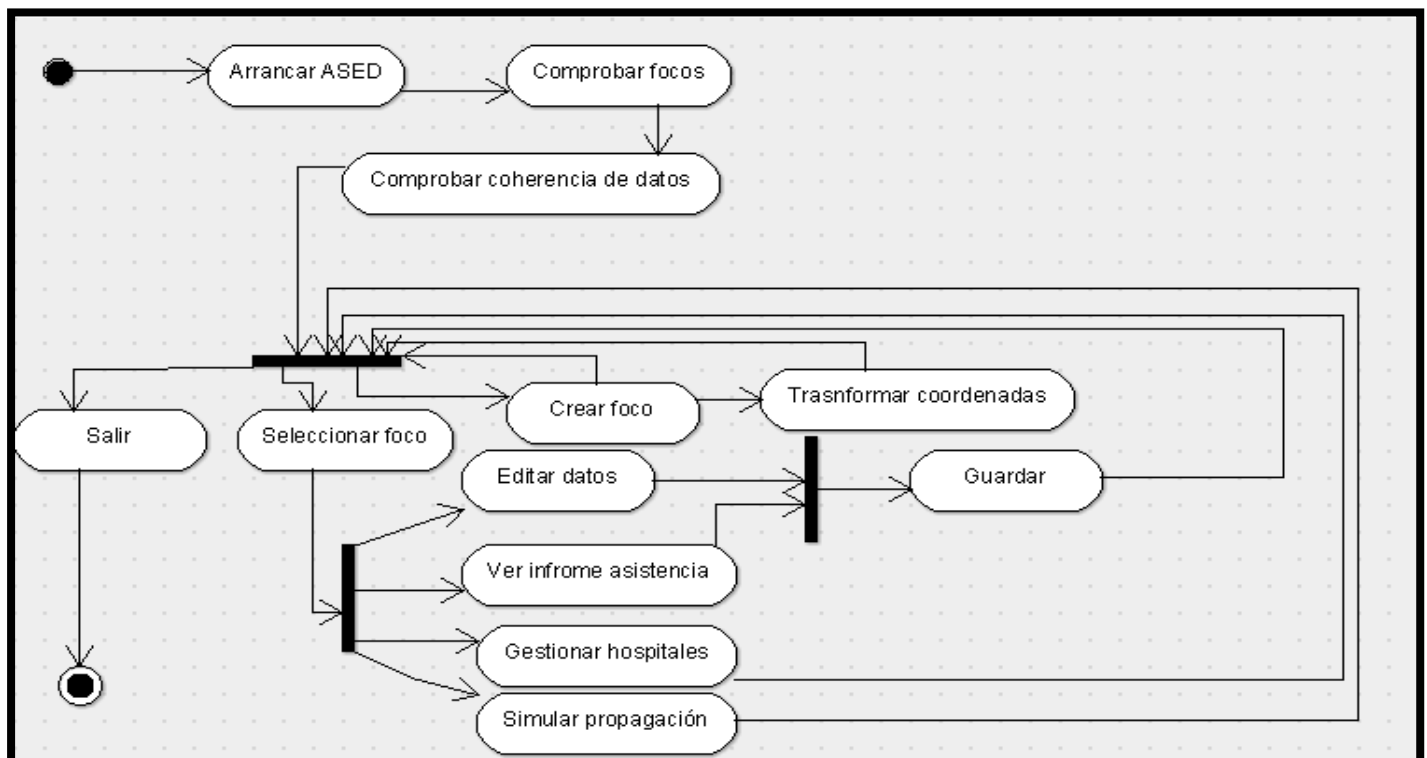 Arrancar ASED
Comprobar focos
Comprobar coherencia de datos
Crear foco
Trasnformar coordenadas
Salir
Seleccionar foco
Editar datos
Guardar
Ver infrome asistencia
Gestionar hospitales
Simular propagación